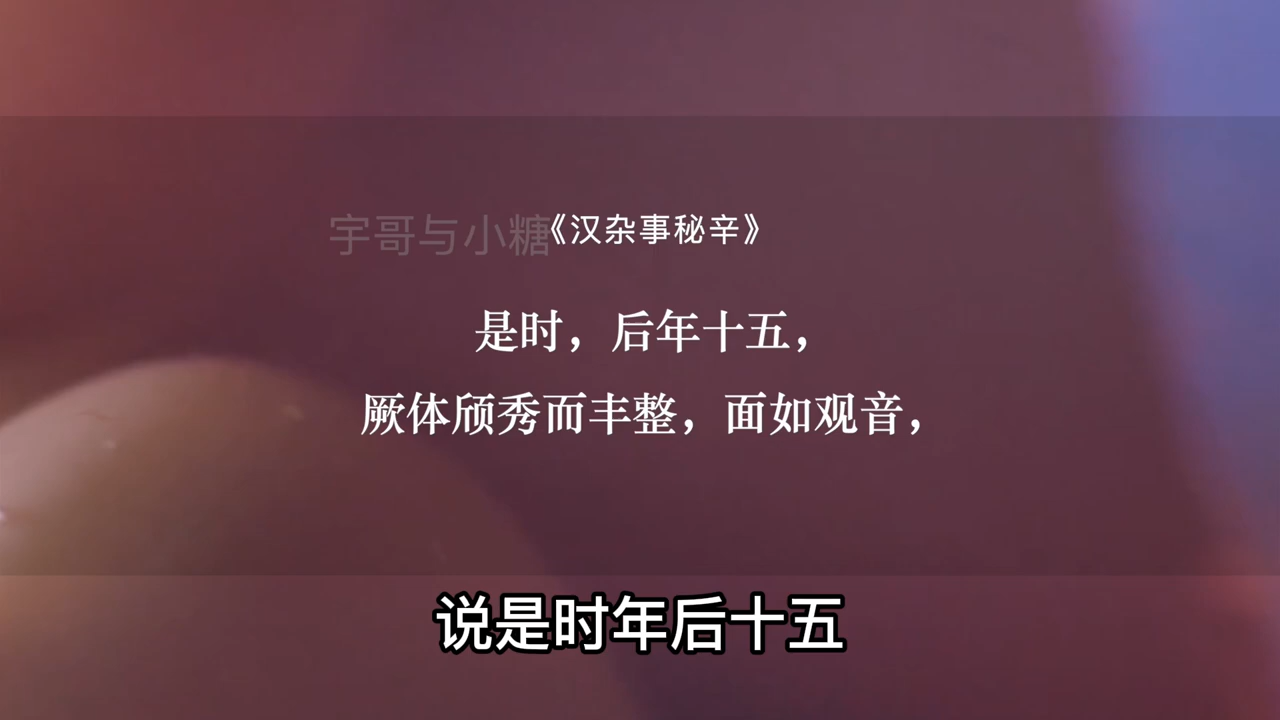 宇哥与小糖
《汉杂事秘辛》
是时，后年十五，
厥体颀秀而丰整，面如观音，
说是时年后十五